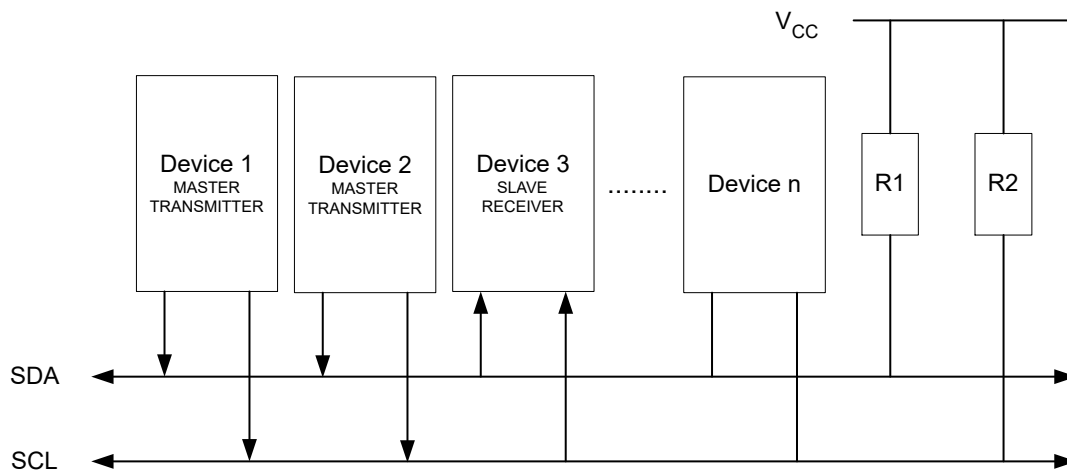 VCC
Device 1
MASTER
TRANSMITTER
Device 2
MASTER
TRANSMITTER
Device 3
SLAVE
RECEIVER
........
Device n
R1
R2
SDA
SCL